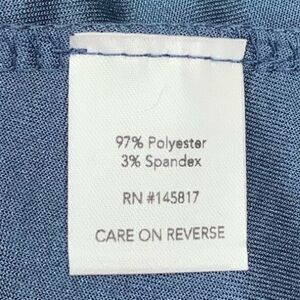 97% Polyester
3% Spandex
RN #145817
CARE ON REVERSE